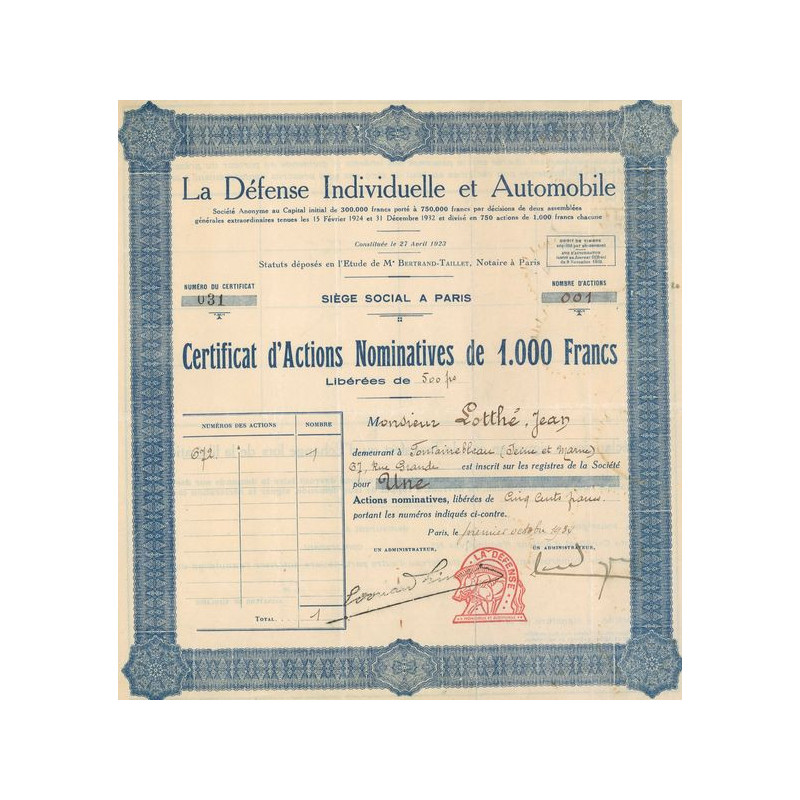 La Défense Individuelle et Automobile
Société Anonyme au Capital initial de 300.000 francs porté à 750.000 francs par décisions de deux assemblées
générales extraordinaires tenues les 15 Février 1924 et 31 Décembre 1932 et divisé en 750 actions de 1.000 francs chacune
Constituée le 27 Avril 1923
Statuts déposés en l'Etude de Mᵉ BERTRAND-TAILLET, Notaire à Paris
DROIT DE TIMBRE
NUMÉRO DU CERTIFICAT
031
SIÈGE SOCIAL A PARIS
NOMBRE D'ACTIONS
001
Certificat d'Actions Nominatives de 1.000 Francs
Libérées de 500 frs
NUMÉROS DES ACTIONS NOMBRE
672 1
TOTAL.... 1
Monsieur Lotthé, Jean
demeurant à Fontainebleau (Seine et Marne)
37, rue Grande est inscrit sur les registres de la Société
pour Une
Actions nominatives, libérées de Cinq cents francs
portant les numéros indiqués ci-contre.
Paris, le premier octobre
UN ADMINISTRATEUR, UN ADMINISTRATEUR,
LA DÉFENSE